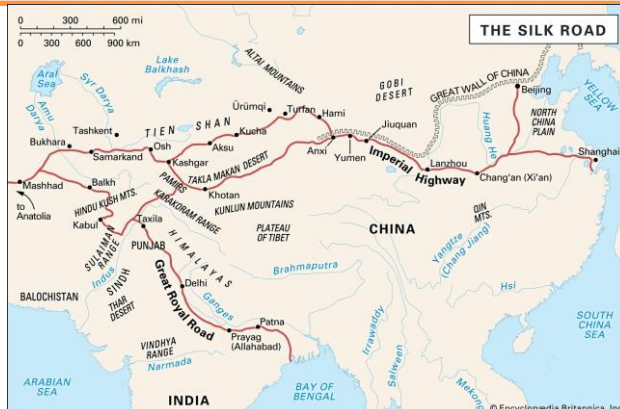 0 300 600 mi
0 300 600 900 km
THE SILK ROAD
Lake
Balkhash
ALTAI MOUNTAINS
GOBI
DESERT
GREAT WALL OF CHINA
Beijing
YELLOW
SEA
Aral
Sea
Syr Darya
Amu
Darya
Ürümqi
Turfan
Hami
NORTH
CHINA
PLAIN
Tashkent
TIEN SHAN
Kucha
Jiuquan
Huang He
Bukhara
Samarkand
Osh
Aksu
Anxi
Yumen
Imperial Highway
Lanzhou
Shanghai
Kashgar
TAKLA MAKAN DESERT
Chang'an (Xi'an)
Mashhad
Balkh
PAMIRS
Khotan
to
Anatolia
HINDU KUSH MTS.
KARAKORAM RANGE
KUNLUN MOUNTAINS
QIN
MTS.
Kabul
Taxila
PLATEAU
OF TIBET
CHINA
Yangtze
(Chang Jiang)
SULAIMAN
RANGE
PUNJAB
HIMALAYAS
Indus
SINDH
Brahmaputra
Hsi
BALOCHISTAN
THAR
DESERT
Great Royal Road
Delhi
Ganges
Patna
Prayag
(Allahabad)
Irrawaddy
Salween
SOUTH
CHINA
SEA
VINDHYA
RANGE
Narmada
Mekong
ARABIAN
SEA
INDIA
BAY OF
BENGAL
© Encyclopædia Britannica, Inc